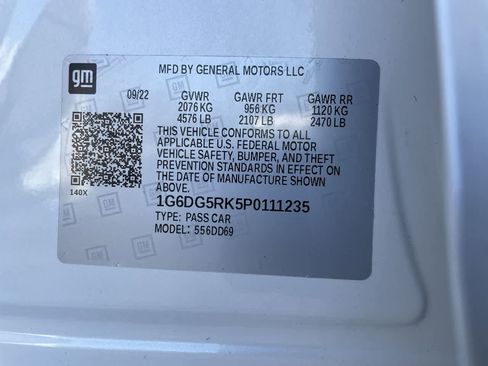 gm
MFD BY GENERAL MOTORS LLC
09/22 GVWR GAWR FRT GAWR RR
2076 KG 956 KG 1120 KG
4576 LB 2107 LB 2470 LB
THIS VEHICLE CONFORMS TO ALL
APPLICABLE U.S. FEDERAL MOTOR
VEHICLE SAFETY, BUMPER, AND THEFT
PREVENTION STANDARDS IN EFFECT ON
THE DATE OF MANUFACTURE SHOWN
ABOVE.
140X
1G6DG5RK5P0111235
TYPE: PASS CAR
MODEL: 556DD69